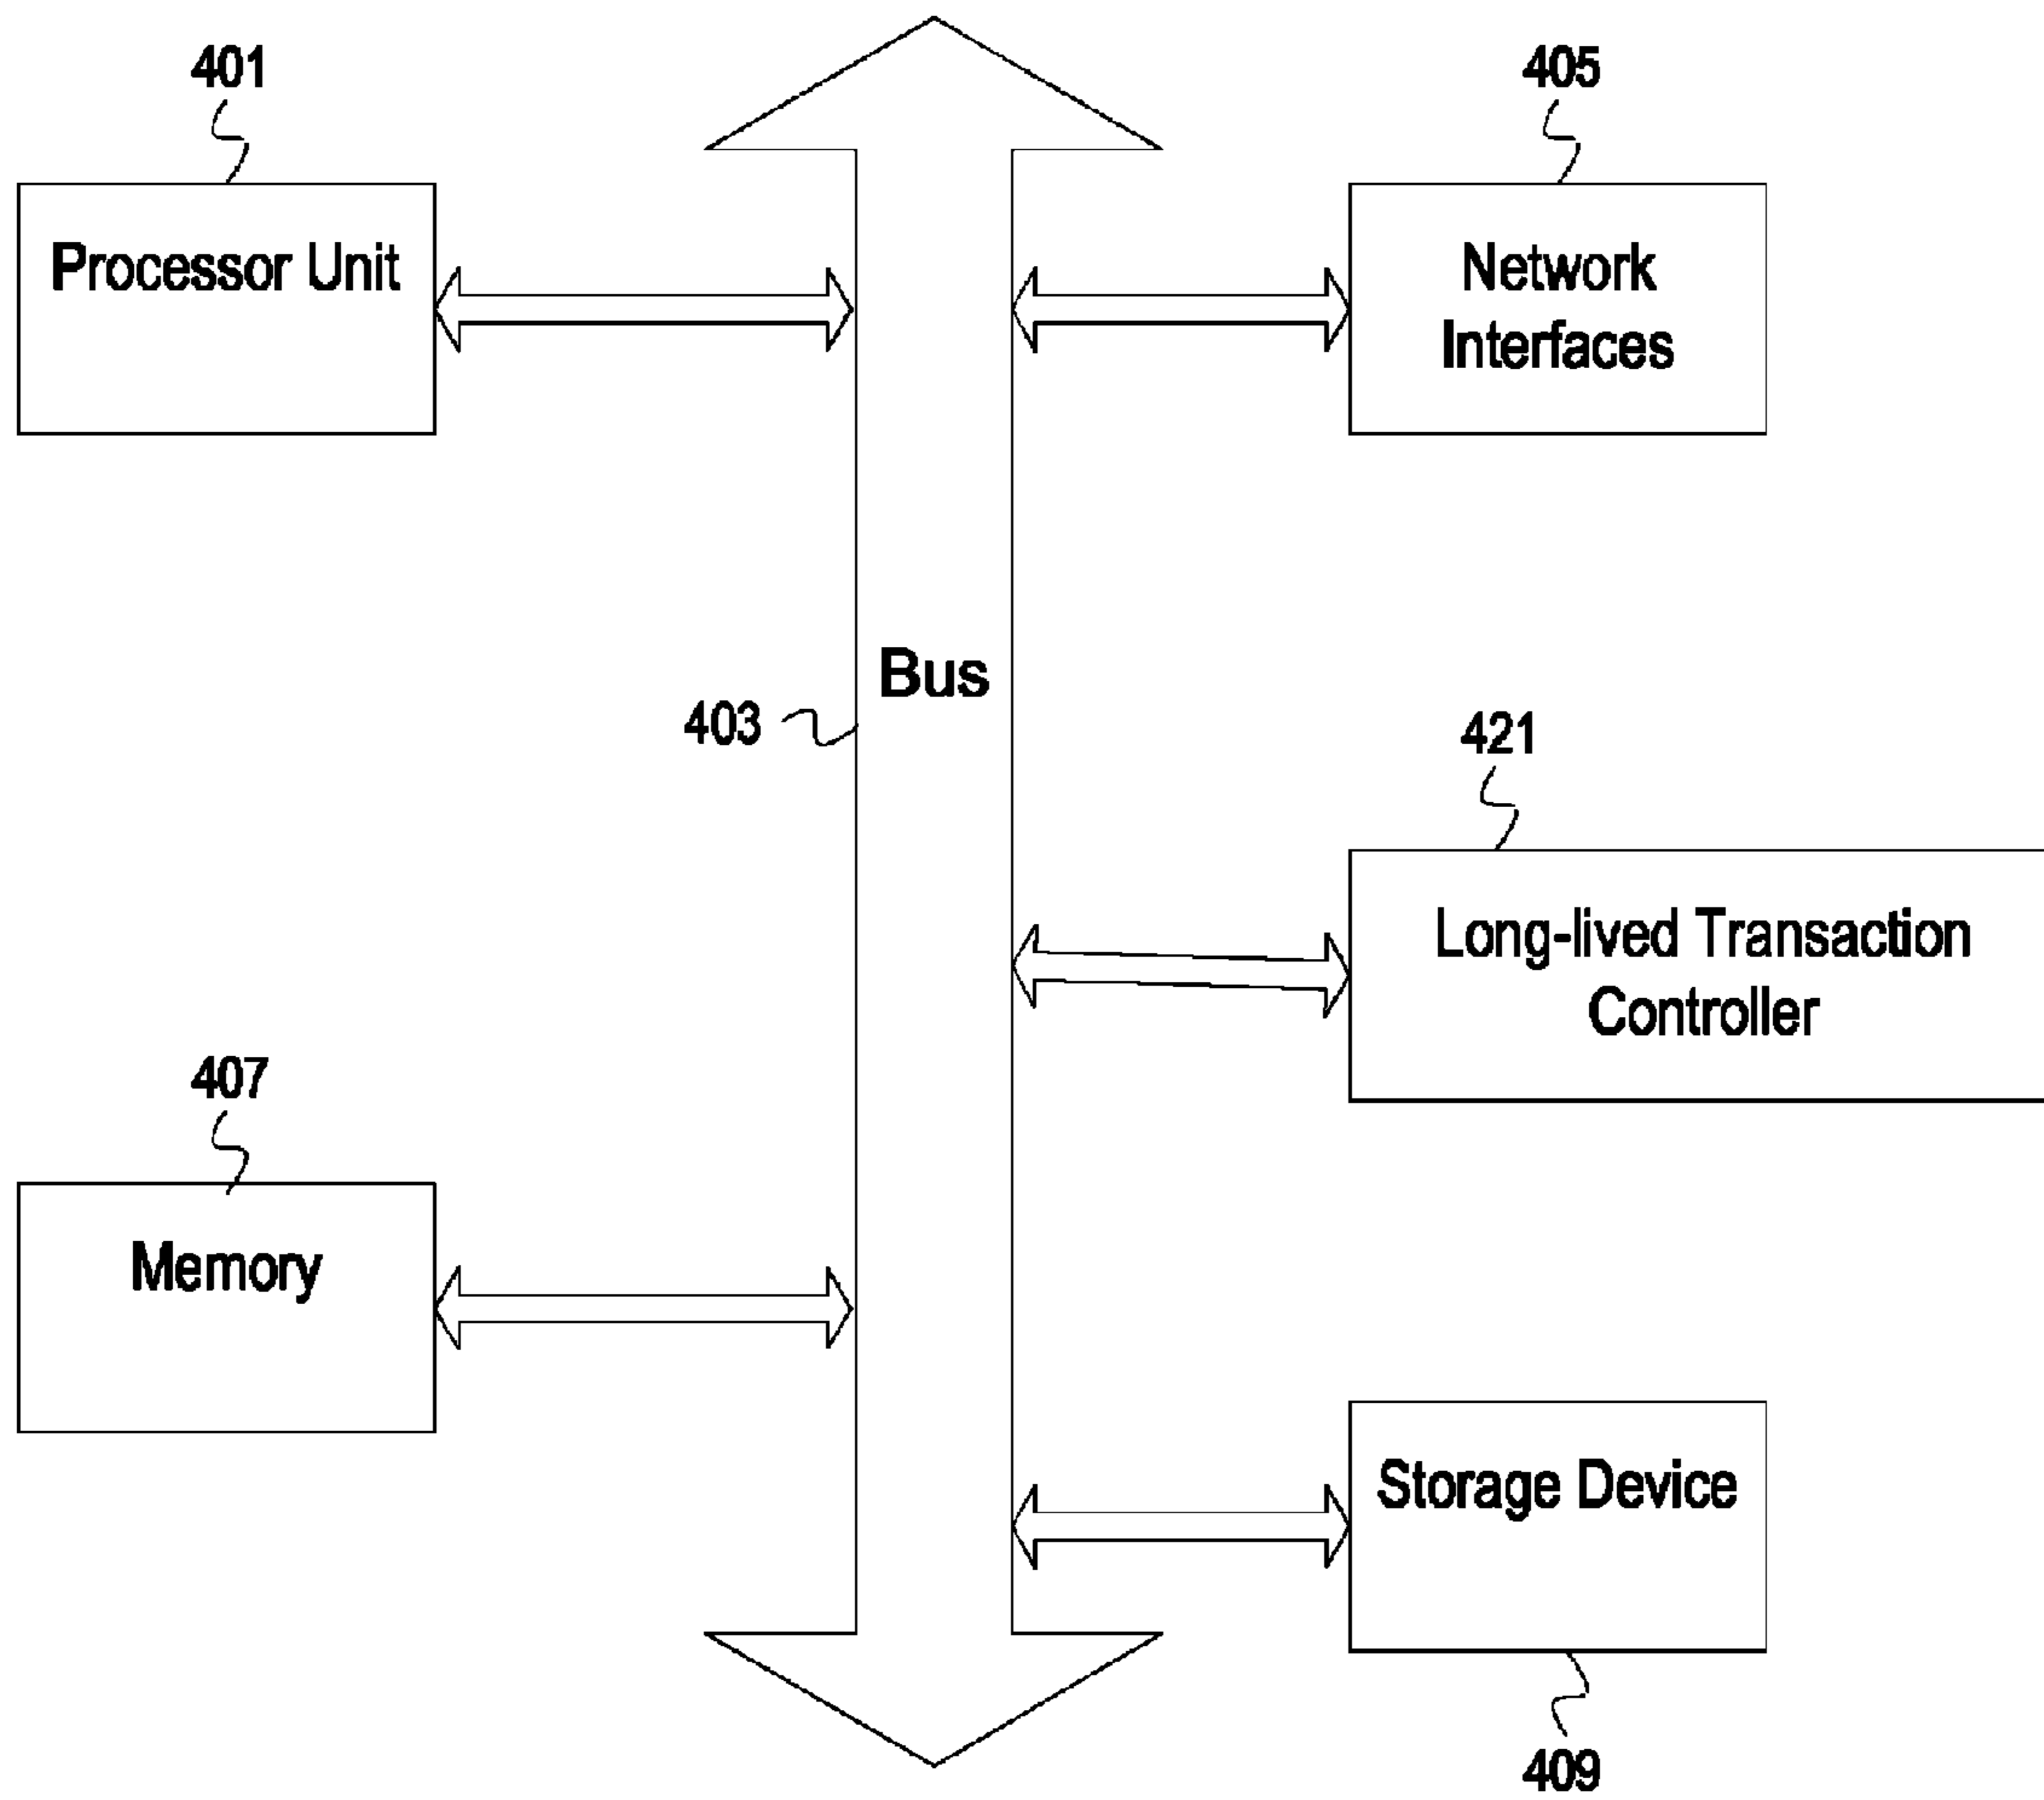 401
405
Processor Unit
Network
Interfaces
Bus
403
421
Long-lived Transaction
Controller
407
Memory
Storage Device
409